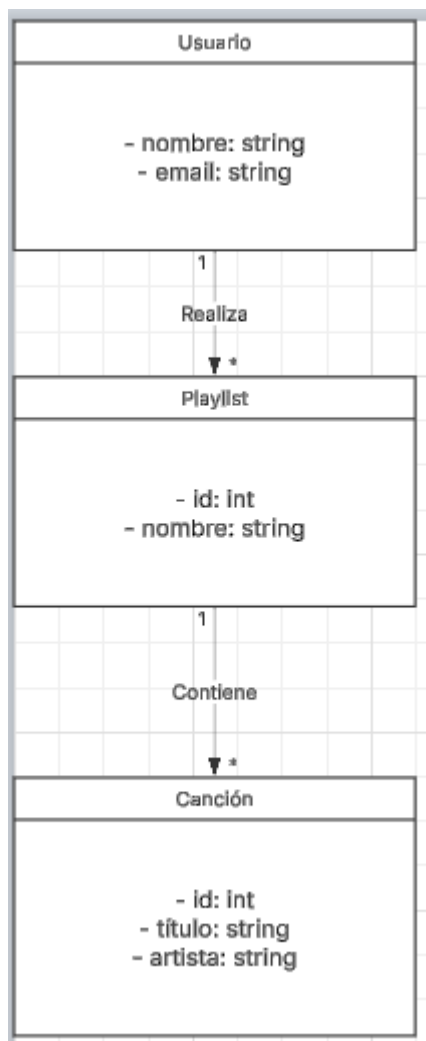 Usuario
- nombre: string
- email: string
1
Realiza
*
Playlist
- id: int
- nombre: string
1
Contiene
*
Canción
- id: int
- título: string
- artista: string